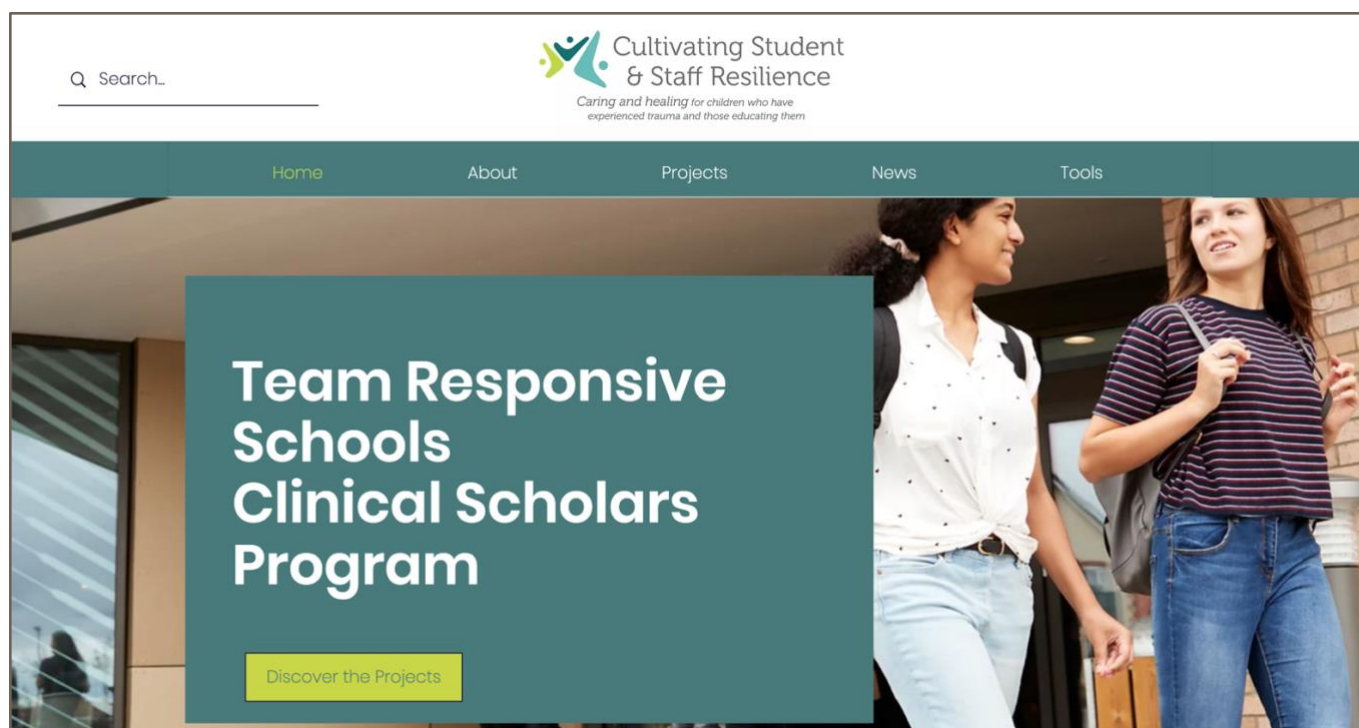 Search...
Cultivating Student
& Staff Resilience
Caring and healing for children who have
experienced trauma and those educating them
Home
About
Projects
News
Tools
Team Responsive
Schools
Clinical Scholars
Program
Discover the Projects